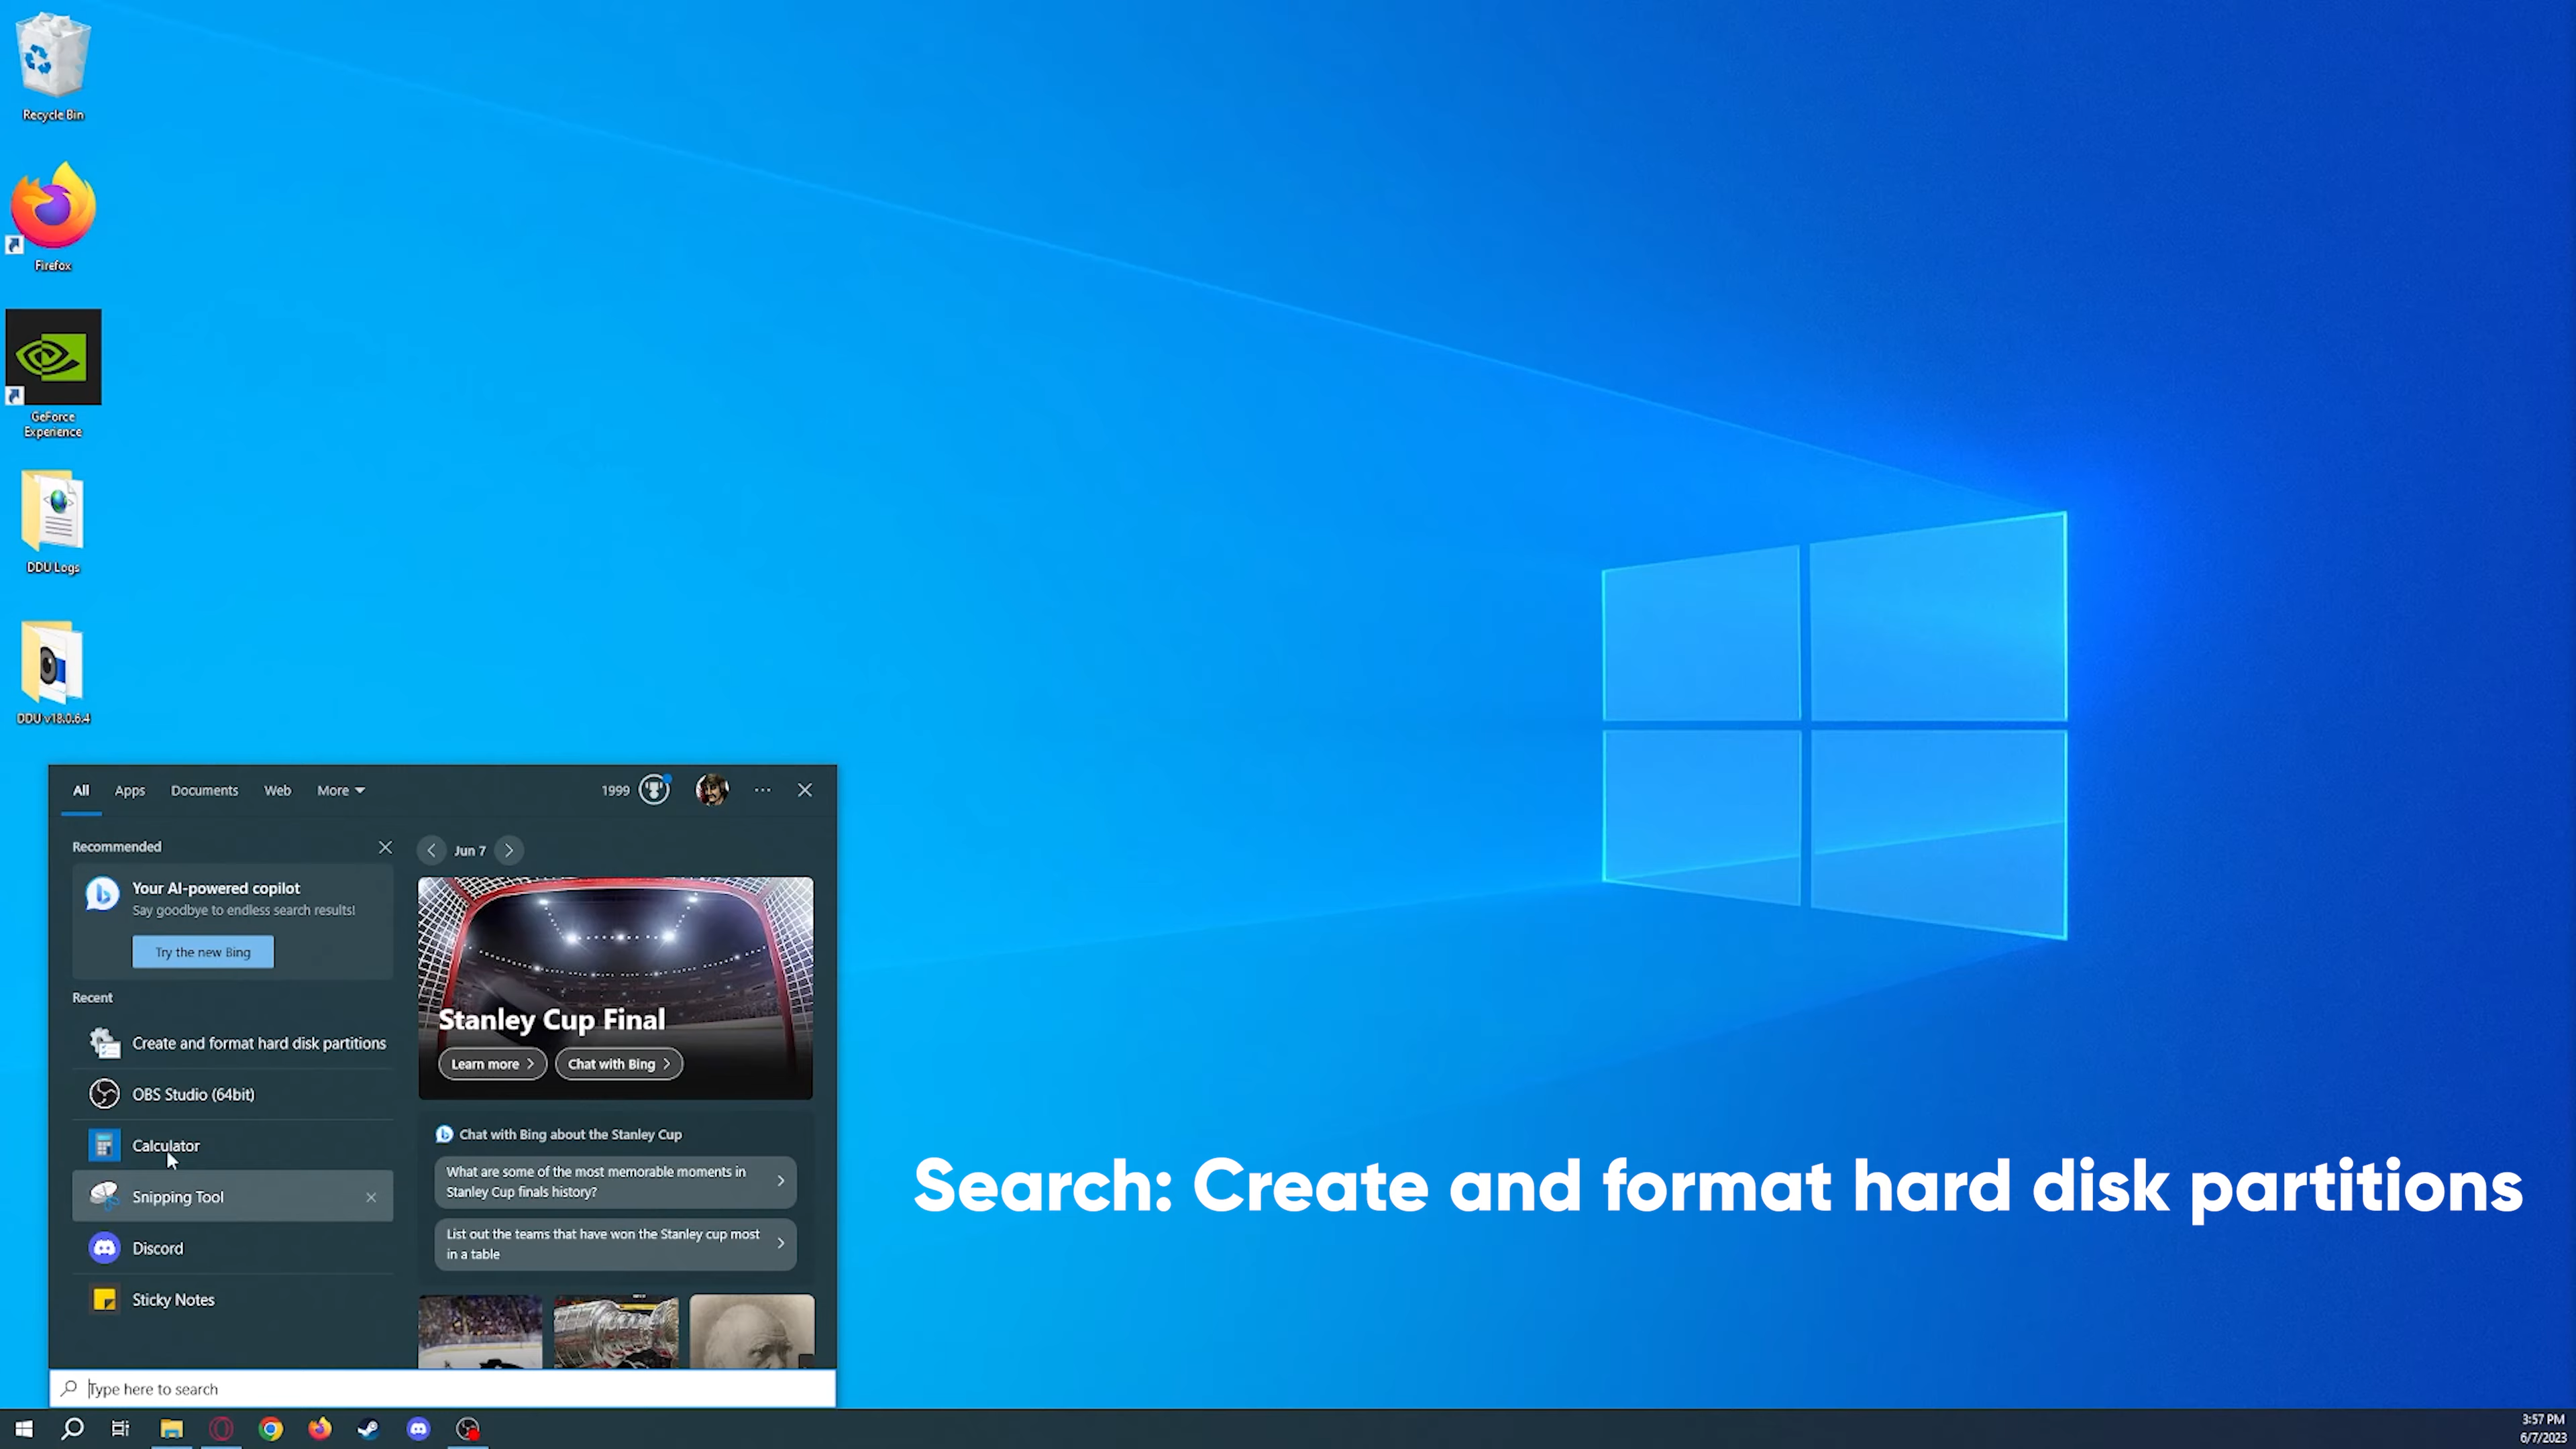 Recycle Bin
Firefox
GeForce
Experience
DDU Logs
DDU v18.0.6.4
All Apps Documents Web More
1999
Recommended
Your AI-powered copilot
Say goodbye to endless search results!
Try the new Bing
Recent
Create and format hard disk partitions
OBS Studio (64bit)
Calculator
Snipping Tool
Discord
Sticky Notes
Jun 7
Stanley Cup Final
Learn more
Chat with Bing
Chat with Bing about the Stanley Cup
What are some of the most memorable moments in
Stanley Cup finals history?
List out the teams that have won the Stanley cup most
in a table
Type here to search
Search: Create and format hard disk partitions
3:57 PM
6/7/2023